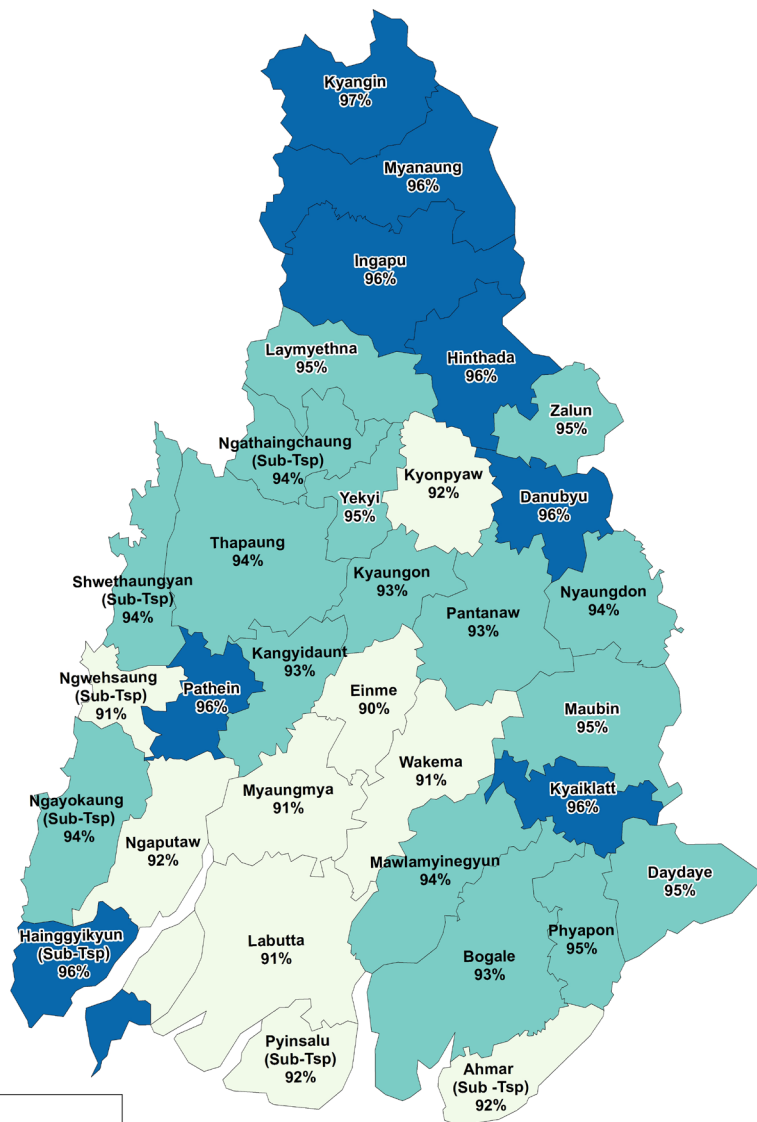 Kyangin
97%
Myanaung
96%
Ingapu
96%
Laymyethna
95%
Hinthada
96%
Zalun
95%
Ngathaingchaung
(Sub-Tsp)
94%
Yekyi
95%
Kyonpyaw
92%
Danubyu
96%
Thapaung
94%
Shwethaungyan
(Sub-Tsp)
94%
Kyaungon
93%
Pantanaw
93%
Nyaungdon
94%
Ngwehsaung
(Sub-Tsp)
91%
Pathein
96%
Kangyidaunt
93%
Einme
90%
Maubin
95%
Wakema
91%
Myaungmya
91%
Kyaiklatt
96%
Ngayokaung
(Sub-Tsp)
94%
Ngaputaw
92%
Mawlamyinegyun
94%
Daydaye
95%
Hainggyikyun
(Sub-Tsp)
96%
Labutta
91%
Bogale
93%
Phyapon
95%
Pyinsalu
(Sub-Tsp)
92%
Ahmar
(Sub -Tsp)
92%